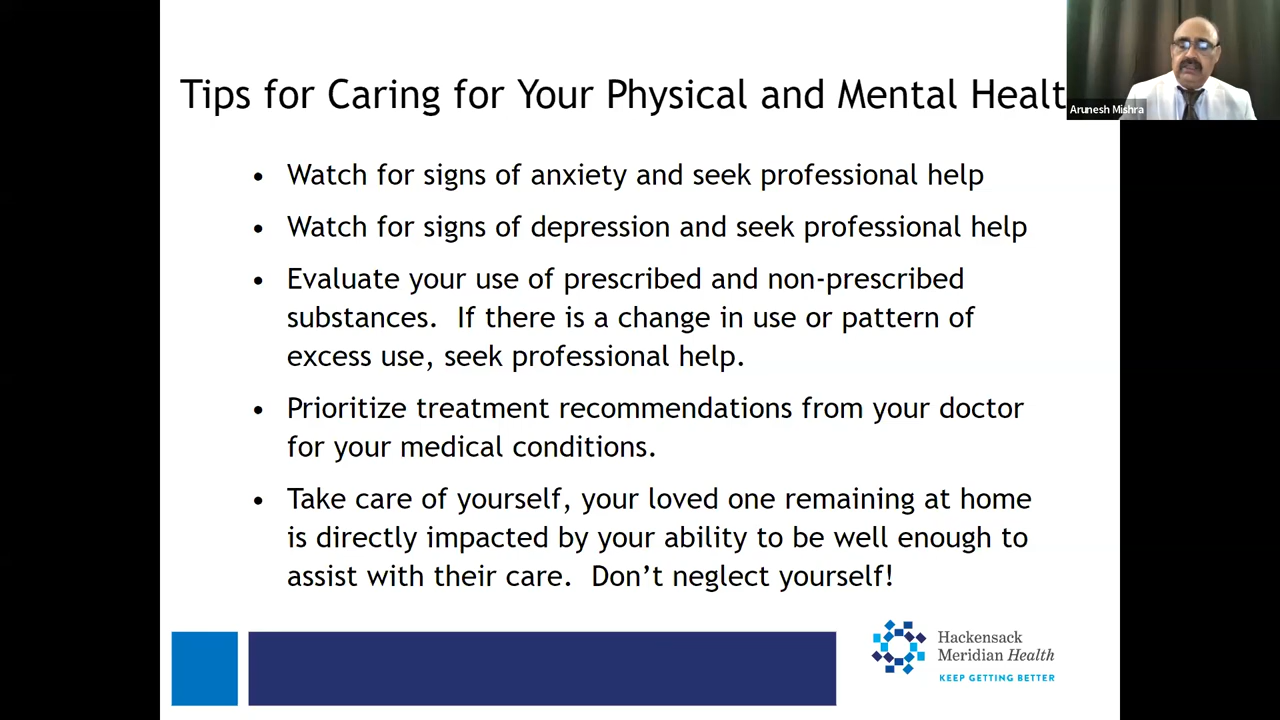 Tips for Caring for Your Physical and Mental Healt
Arunesh Mishra
• Watch for signs of anxiety and seek professional help
• Watch for signs of depression and seek professional help
• Evaluate your use of prescribed and non-prescribed
substances.  If there is a change in use or pattern of
excess use, seek professional help.
• Prioritize treatment recommendations from your doctor
for your medical conditions.
• Take care of yourself, your loved one remaining at home
is directly impacted by your ability to be well enough to
assist with their care.  Don’t neglect yourself!
Hackensack
Meridian Health
KEEP GETTING BETTER